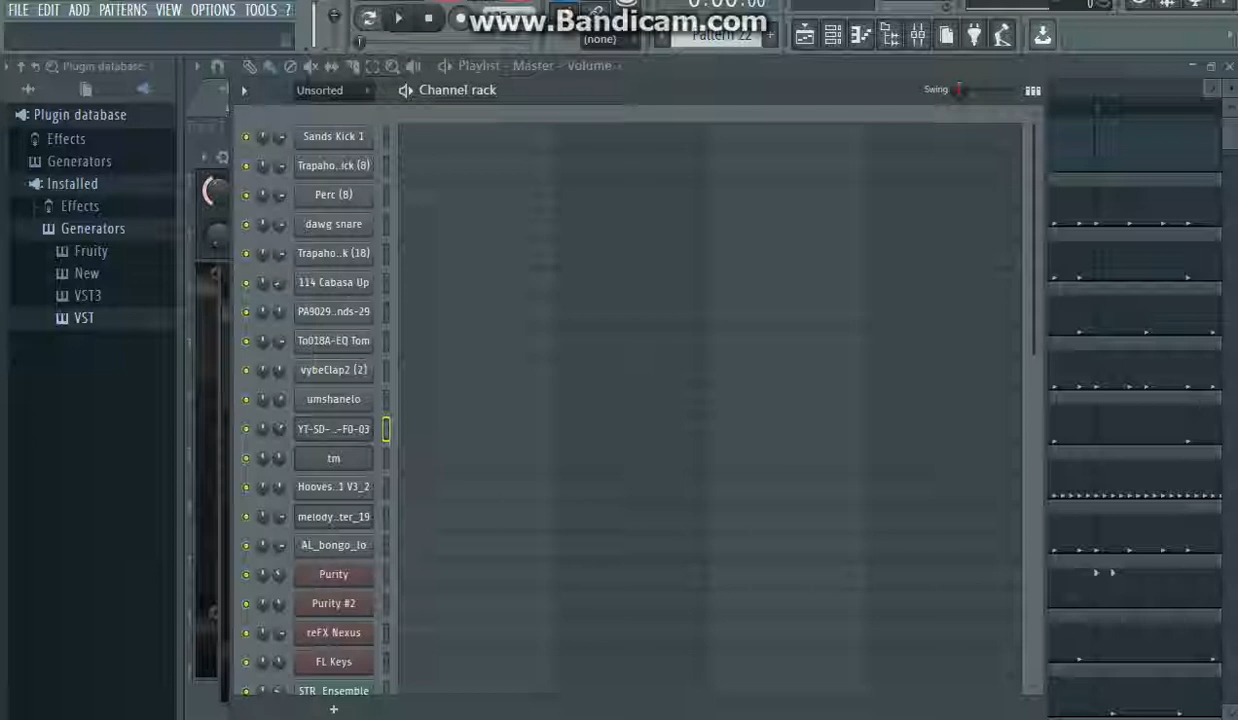 FILE EDIT ADD PATTERNS VIEW OPTIONS TOOLS ?
www.Bandicam.com
(none)
Pattern 22
Plugin database
Playlist - Master - Volume
Unsorted
Channel rack
Swing
Plugin database
Effects
Generators
Installed
Effects
Generators
Fruity
New
VST3
VST
Sands Kick 1
Trapaho..ick (8)
Perc (8)
dawg snare
Trapaho..k (18)
114 Cabasa Up
PA9029..nds-29
To018A-EQ Tom
vybeClap2 (2)
umshanelo
YT-SD-..-FG-03
tm
Hooves..1 V3_2
melody..ter_19
AL_bongo_lo
Purity
Purity #2
reFX Nexus
FL Keys
STR_Ensemble